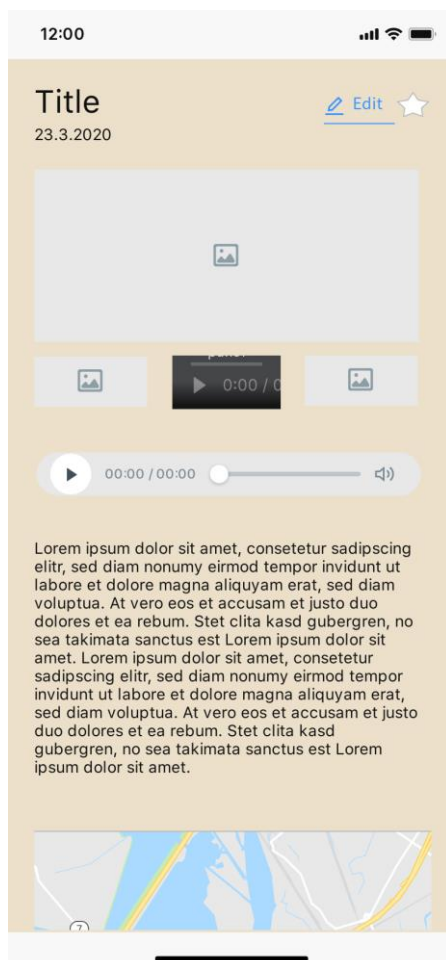 12:00
Title
Edit
23.3.2020
0:00 / 0
00:00 / 00:00
Lorem ipsum dolor sit amet, consetetur sadipscing
elitr, sed diam nonumy eirmod tempor invidunt ut
labore et dolore magna aliquyam erat, sed diam
voluptua. At vero eos et accusam et justo duo
dolores et ea rebum. Stet clita kasd gubergren, no
sea takimata sanctus est Lorem ipsum dolor sit
amet. Lorem ipsum dolor sit amet, consetetur
sadipscing elitr, sed diam nonumy eirmod tempor
invidunt ut labore et dolore magna aliquyam erat,
sed diam voluptua. At vero eos et accusam et justo
duo dolores et ea rebum. Stet clita kasd
gubergren, no sea takimata sanctus est Lorem
ipsum dolor sit amet.
7